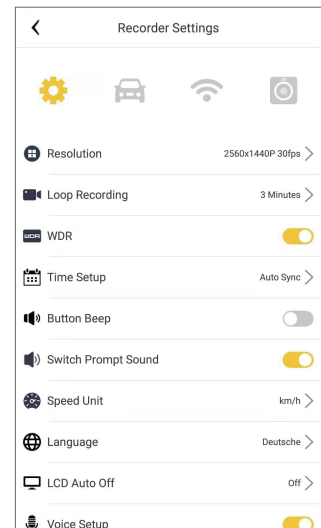 Recorder Settings
Resolution 2560x1440P 30fps
Loop Recording 3 Minutes
WDR WDR
Time Setup Auto Sync
Button Beep
Switch Prompt Sound
Speed Unit km/h
Language Deutsche
LCD Auto Off Off
Voice Setup